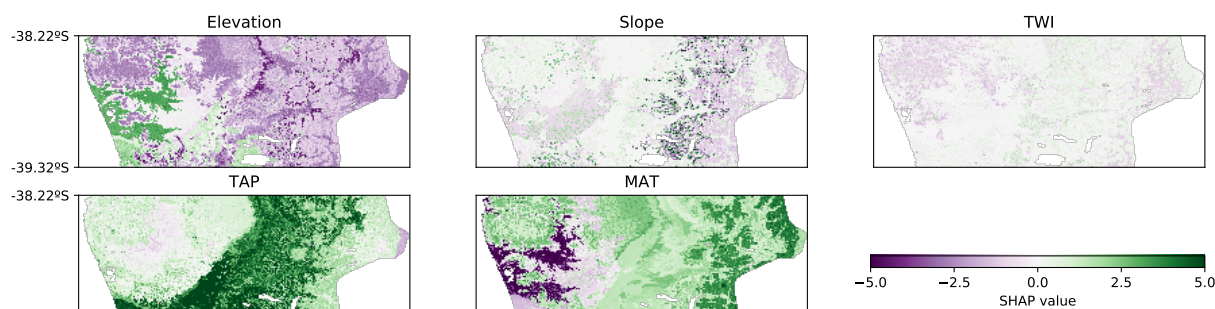 Elevation
Slope
TWI
-38.22ºS
-39.32ºS
TAP
MAT
-38.22ºS
−5.0 −2.5 0.0 2.5 5.0
SHAP value